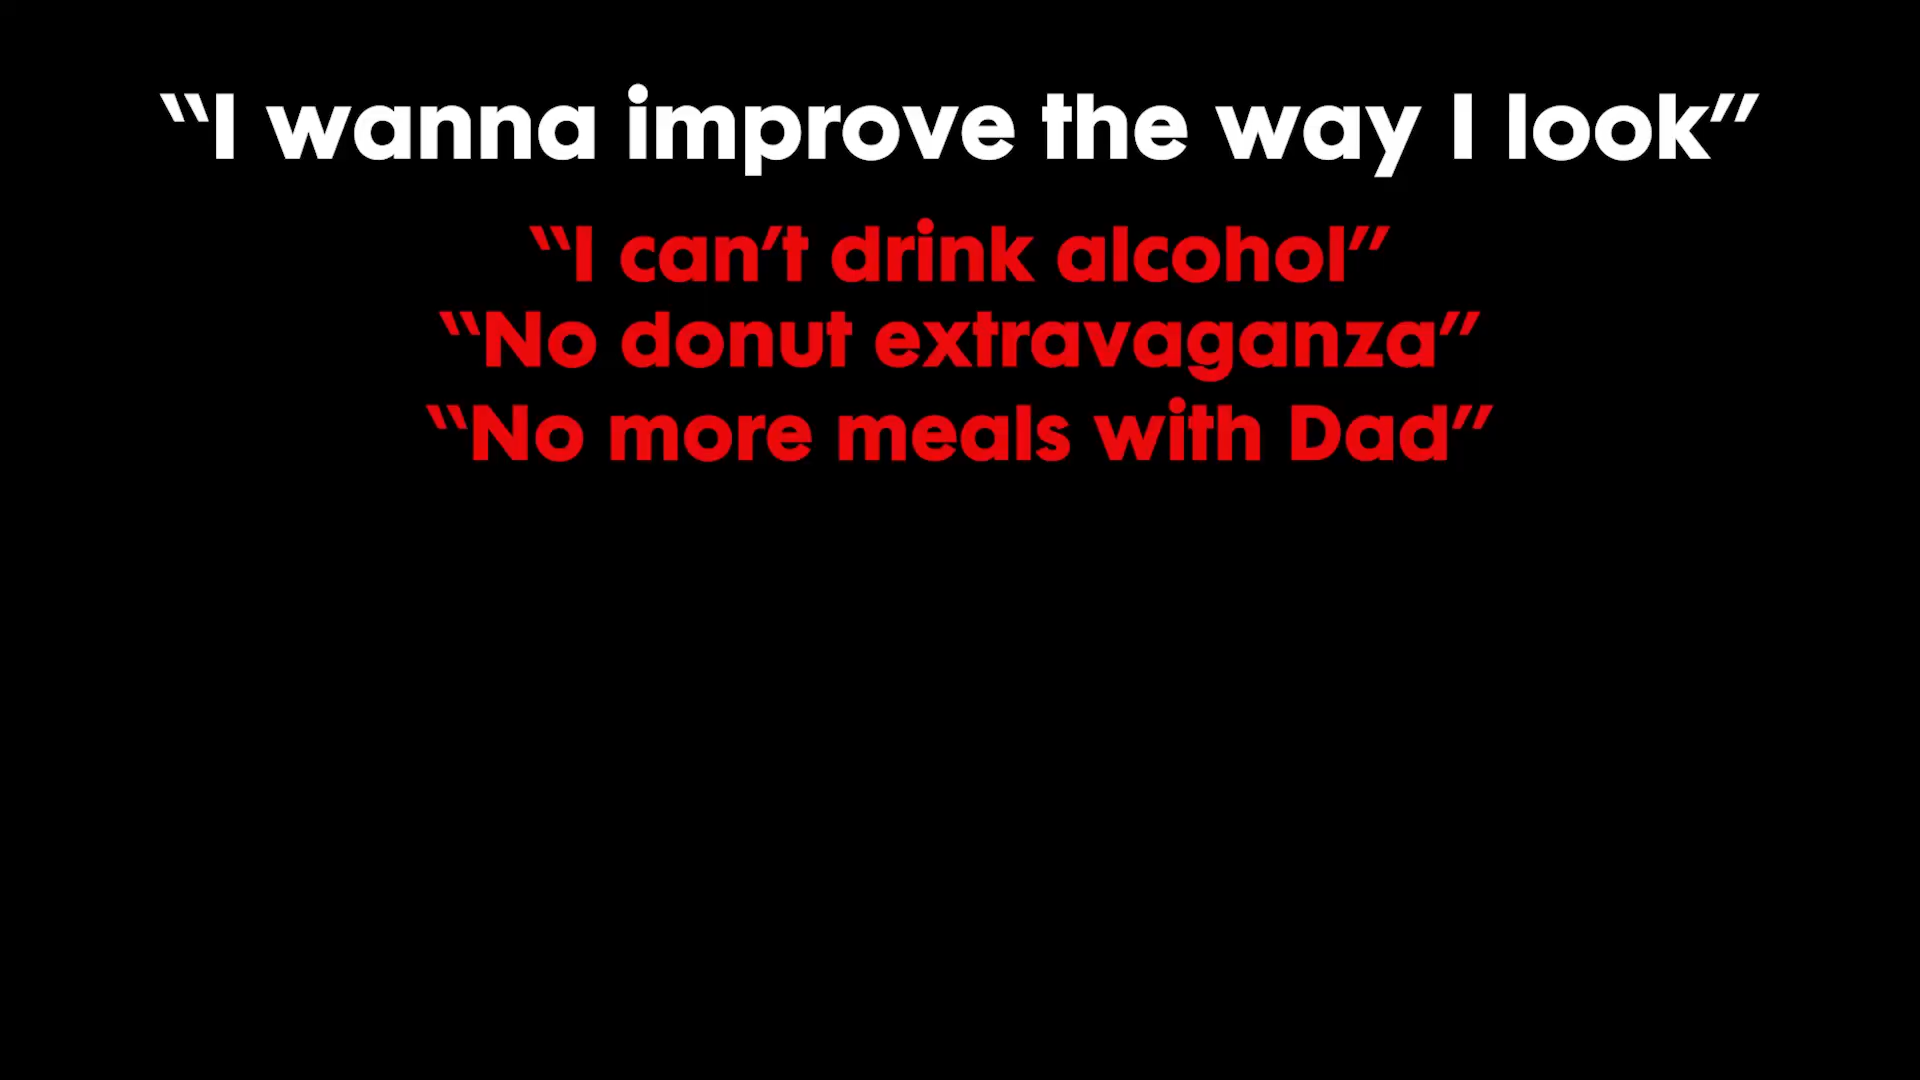 “I wanna improve the way I look”
“I can’t drink alcohol”
“No donut extravaganza”
“No more meals with Dad”